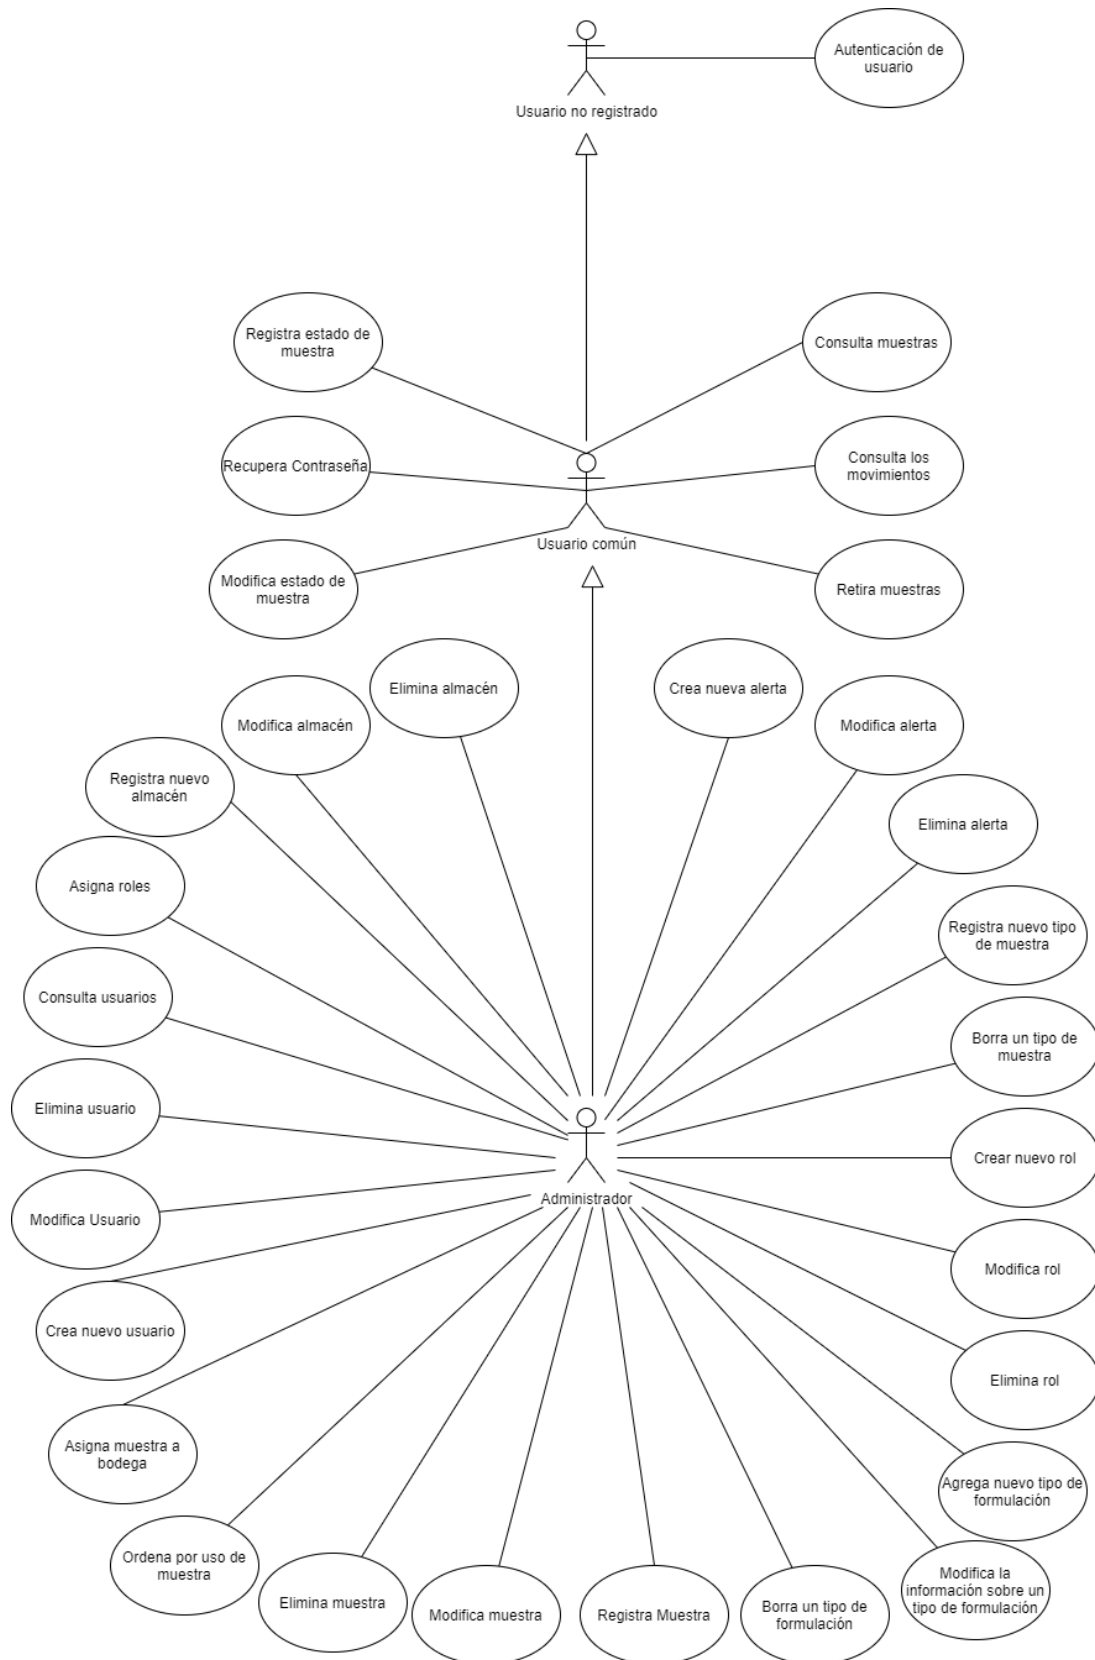 Autenticación de
usuario
Usuario no registrado
Registra estado de
muestra
Consulta muestras
Recupera Contraseña
Consulta los
movimientos
Usuario común
Modifica estado de
muestra
Retira muestras
Elimina almacén
Crea nueva alerta
Modifica almacén
Modifica alerta
Registra nuevo
almacén
Elimina alerta
Asigna roles
Registra nuevo tipo
de muestra
Consulta usuarios
Borra un tipo de
muestra
Elimina usuario
Crear nuevo rol
Administrador
Modifica Usuario
Modifica rol
Crea nuevo usuario
Elimina rol
Asigna muestra a
bodega
Agrega nuevo tipo de
formulación
Ordena por uso de
muestra
Elimina muestra
Modifica muestra
Registra Muestra
Borra un tipo de
formulación
Modifica la
información sobre un
tipo de formulación